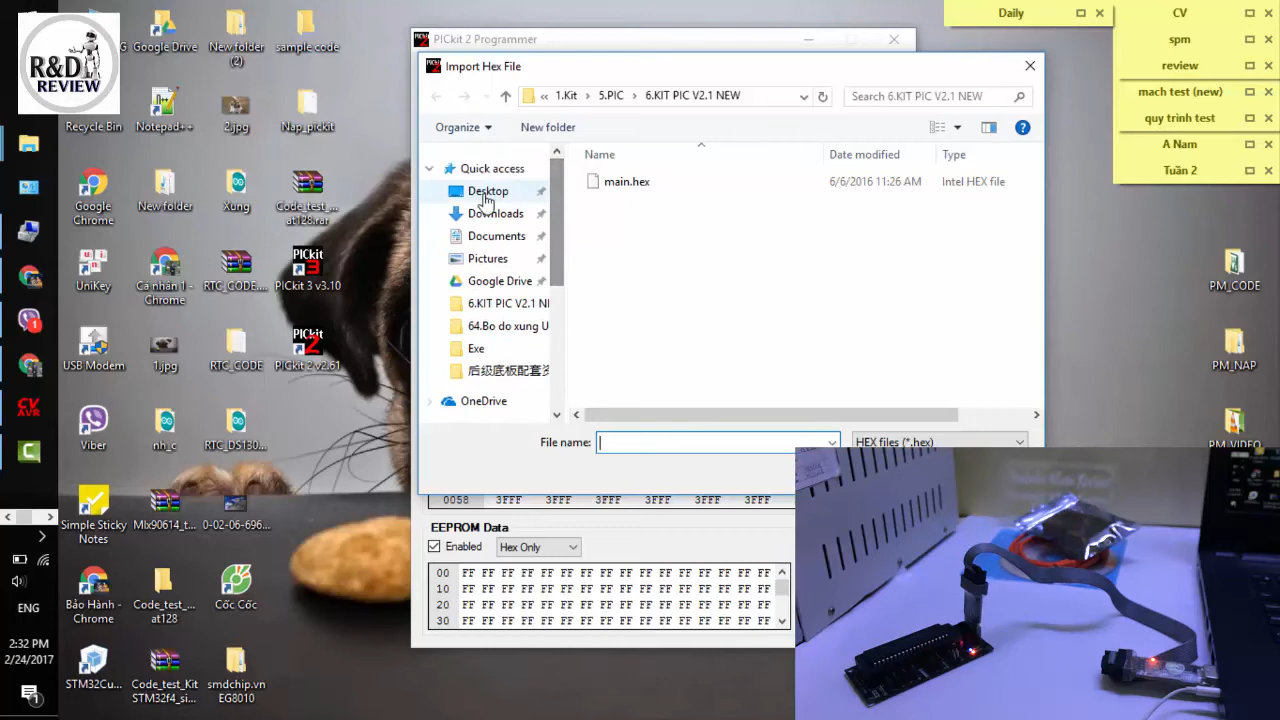 R&D
REVIEW
Google Drive
New folder
(2)
sample code
Recycle Bin
Notepad++
2.jpg
Nap_pickit
Google
Chrome
New folder
Xung
Code_test_...
at128.rar
UniKey
Cá nhân 1 -
Chrome
RTC_CODE....
PICkit 3 v3.10
USB Modem
1.jpg
RTC_CODE
PICkit 2 v2.61
Viber
nh_c
RTC_DS130...
Simple Sticky
Notes
Mlx90614_t...
0-02-06-696...
Bảo Hành -
Chrome
Code_test_...
at128
Cốc Cốc
STM32Cu...
Code_test_Kit
STM32f4_si...
smdchip.vn
EG8010
CV
AVR
ENG
2:32 PM
2/24/2017
1
PICkit 2 Programmer
Import Hex File
« 1.Kit › 5.PIC › 6.KIT PIC V2.1 NEW
Search 6.KIT PIC V2.1 NEW
Organize
New folder
Quick access
Desktop
Downloads
Documents
Pictures
Google Drive
6.KIT PIC V2.1 NE
64.Bo do xung U
Exe
后级底板配套资
OneDrive
Name
Date modified
Type
main.hex
6/6/2016 11:26 AM
Intel HEX file
File name:
HEX files (*.hex)
0058 3FFF 3FFF 3FFF 3FFF 3FFF 3FFF
EEPROM Data
Enabled
Hex Only
00 FF FF FF FF FF FF FF FF FF FF FF FF FF FF FF FF
10 FF FF FF FF FF FF FF FF FF FF FF FF FF FF FF FF
20 FF FF FF FF FF FF FF FF FF FF FF FF FF FF FF FF
30 FF FF FF FF FF FF FF FF FF FF FF FF FF FF FF FF
Daily
CV
spm
review
mach test (new)
quy trinh test
A Nam
Tuần 2
PM_CODE
PM_NAP
PM_VIDEO